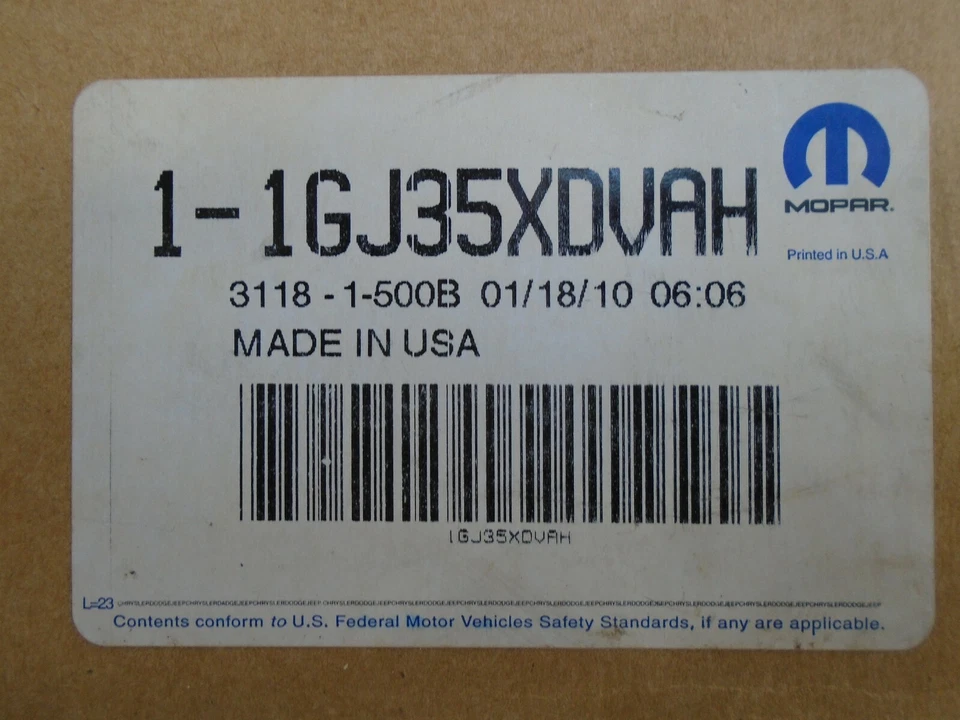 MOPAR.
1-1GJ35XDVAH
Printed in U.S.A
3118 - 1-500B 01/18/10 06:06
MADE IN USA
1GJ35XDVAH
L=23
Contents conform to U.S. Federal Motor Vehicles Safety Standards, if any are applicable.